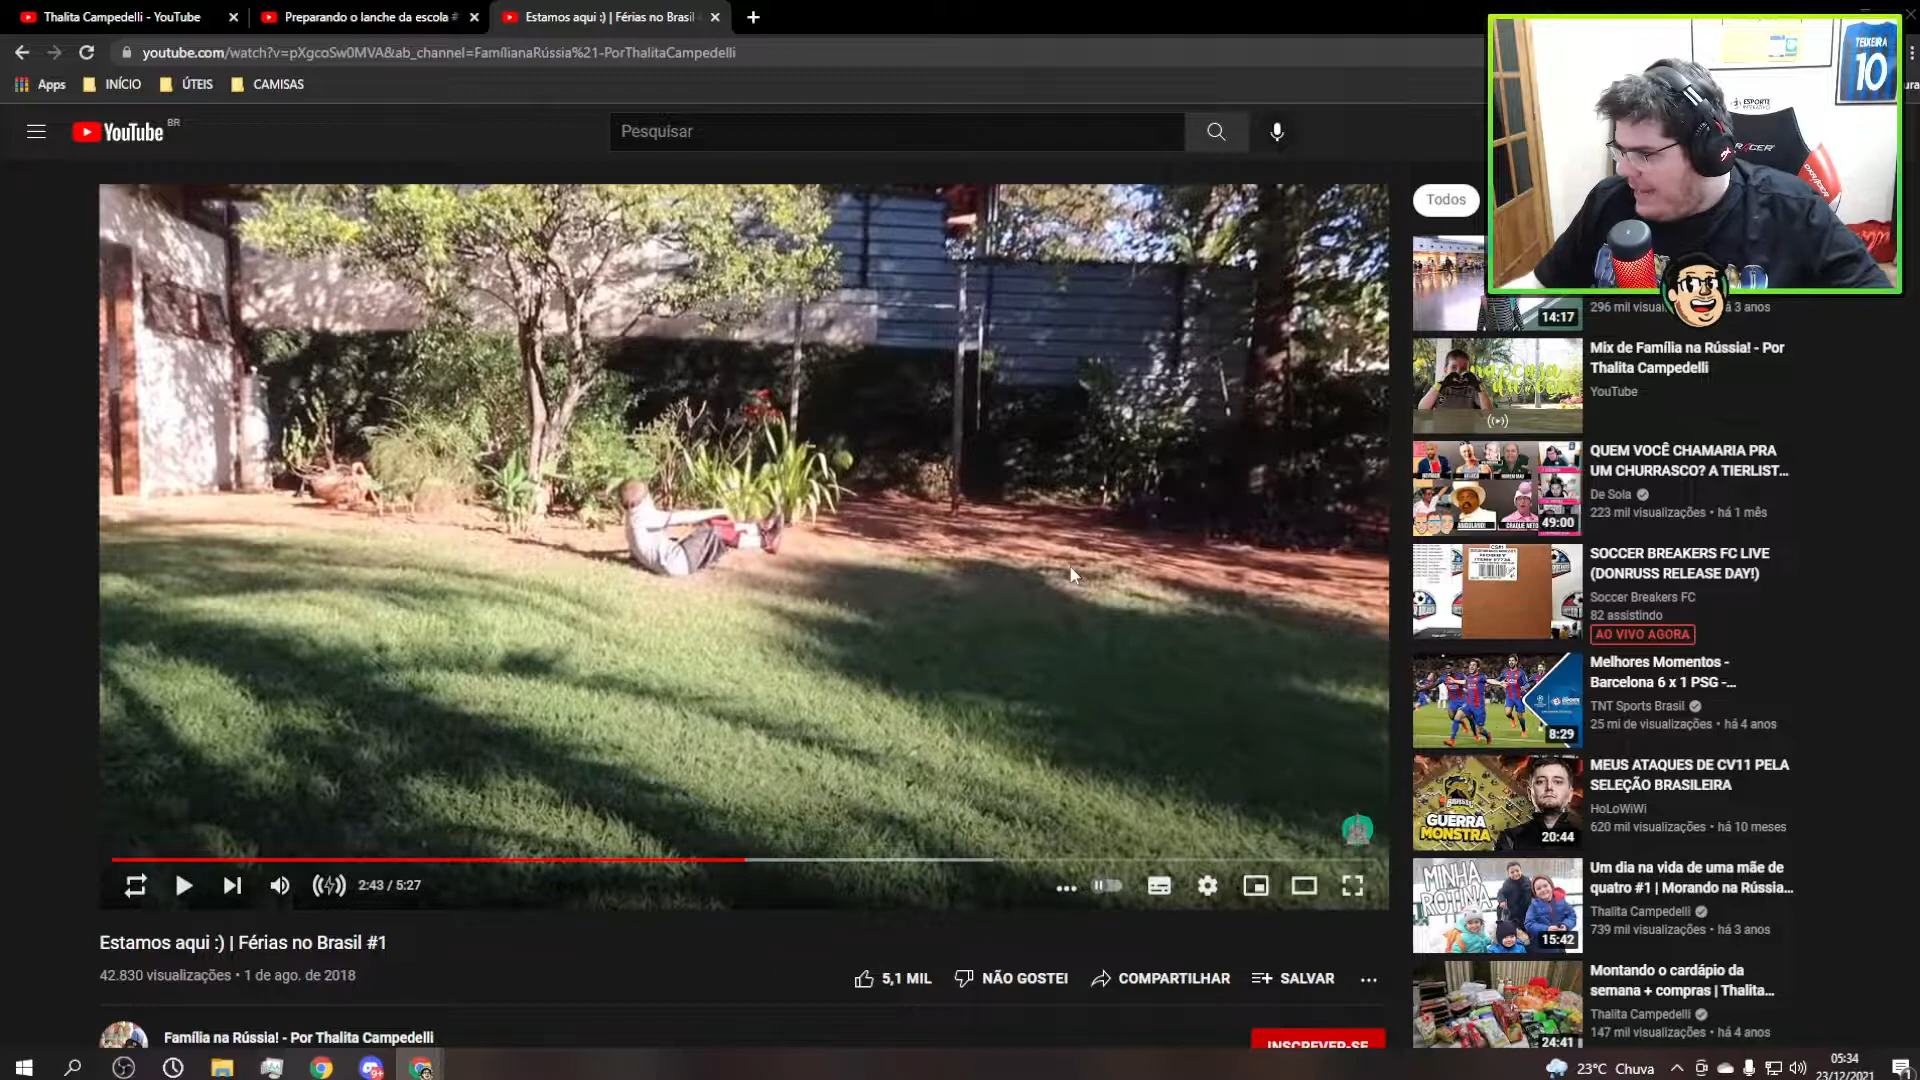 Thalita Campedelli - YouTube
Preparando o lanche da escola #
Estamos aqui :) | Férias no Brasil #
youtube.com/watch?v=pXgcoSw0MVA&ab_channel=FamílianaRússia%21-PorThalitaCampedelli
Apps
INÍCIO
ÚTEIS
CAMISAS
YouTube
BR
Pesquisar
TEIXEIRA
10
ESPORTE
INTERATIVO
RACER
Todos
14:17
296 mil
há 3 anos
Mix de Família na Rússia! - Por
Thalita Campedelli
YouTube
QUEM VOCÊ CHAMARIA PRA
UM CHURRASCO? A TIERLIST...
De Sola
223 mil visualizações • há 1 mês
CRAQUE NETO
49:00
SOCCER BREAKERS FC LIVE
(DONRUSS RELEASE DAY!)
Soccer Breakers FC
82 assistindo
AO VIVO AGORA
Melhores Momentos -
Barcelona 6 x 1 PSG -...
TNT Sports Brasil
25 mi de visualizações • há 4 anos
8:29
MEUS ATAQUES DE CV11 PELA
SELEÇÃO BRASILEIRA
HoLoWiWi
620 mil visualizações • há 10 meses
BRASIL
GUERRA
MONSTRA
20:44
Um dia na vida de uma mãe de
quatro #1 | Morando na Rússia...
Thalita Campedelli
739 mil visualizações • há 3 anos
MINHA
ROTINA
15:42
Montando o cardápio da
semana + compras | Thalita...
Thalita Campedelli
147 mil visualizações • há 4 anos
24:41
2:43 / 5:27
Estamos aqui :) | Férias no Brasil #1
42.830 visualizações • 1 de ago. de 2018
5,1 MIL
NÃO GOSTEI
COMPARTILHAR
SALVAR
Família na Rússia! - Por Thalita Campedelli
INSCREVER-SE
9+
23°C Chuva
05:34
23/12/2021
1